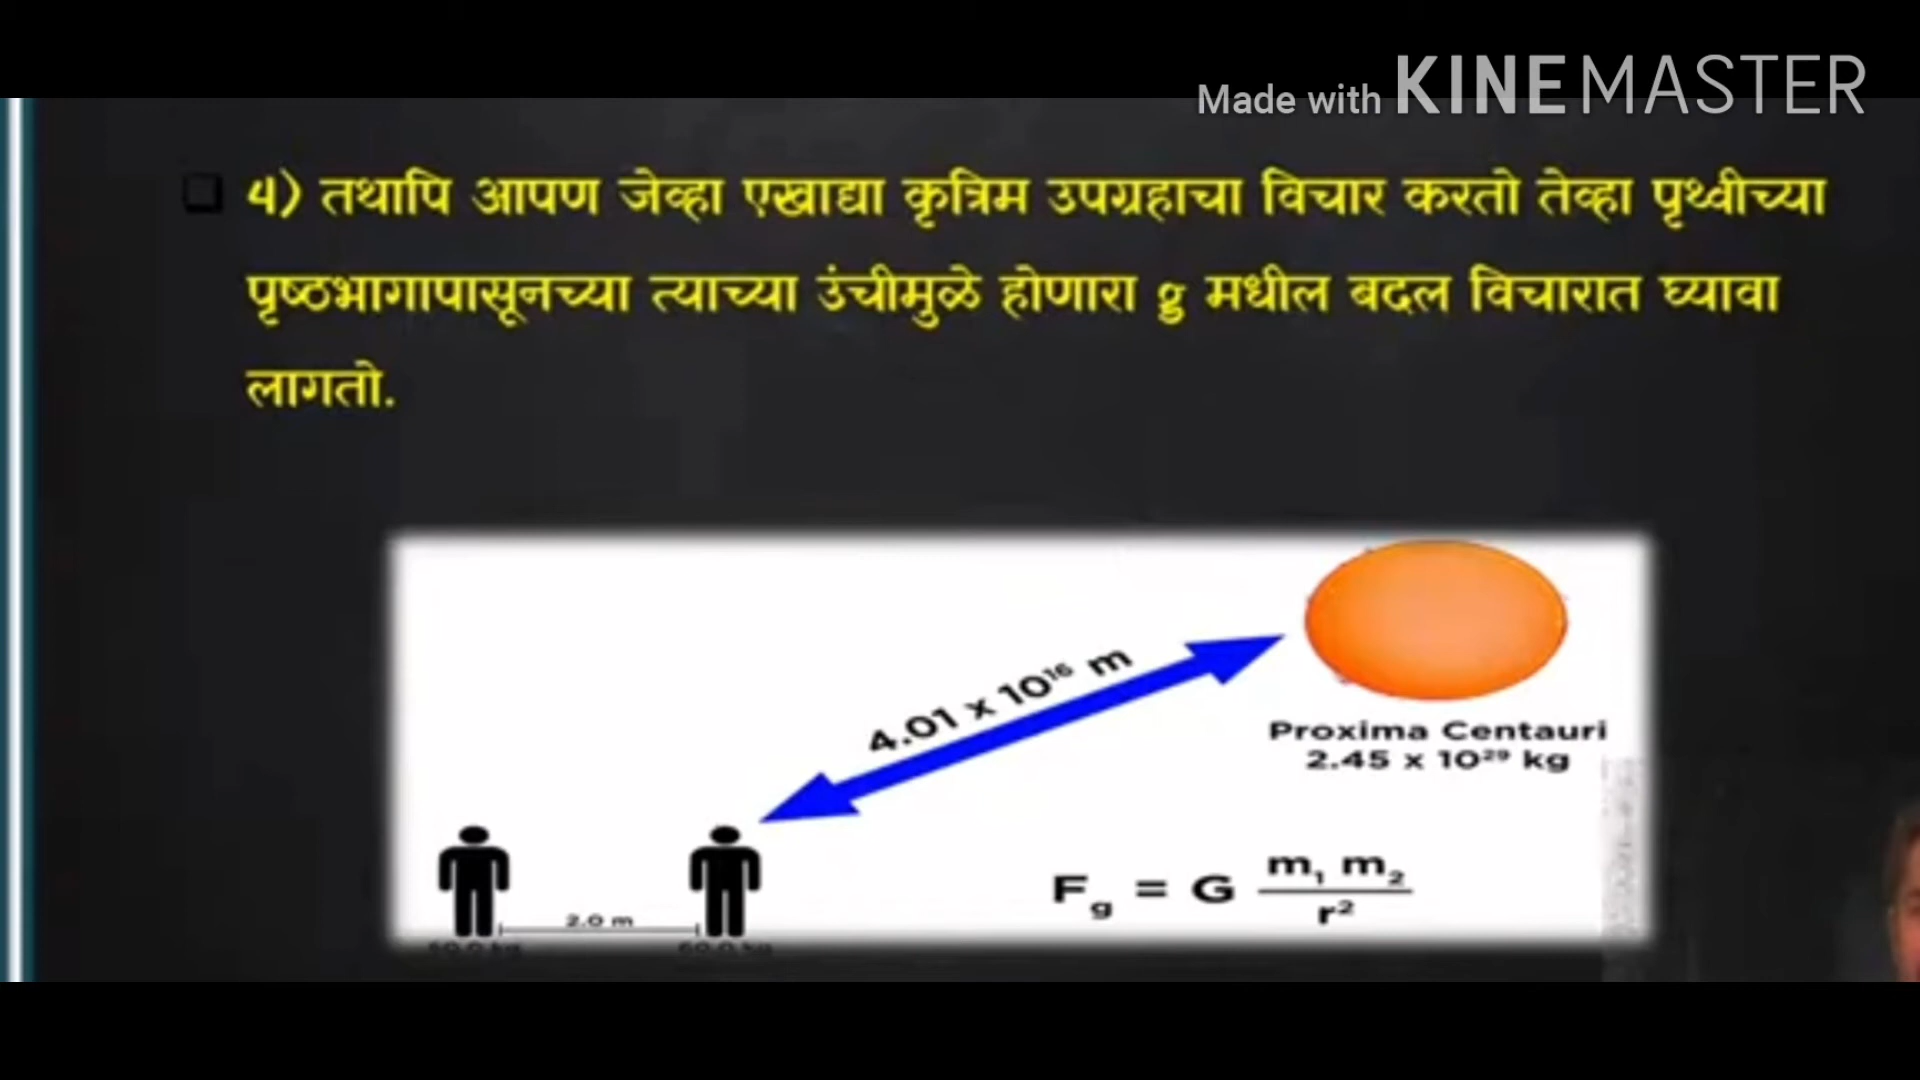 Made with KINEMASTER
4) तथापि आपण जेव्हा एखाद्या कृत्रिम उपग्रहाचा विचार करतो तेव्हा पृथ्वीच्या
पृष्ठभागापासूनच्या त्याच्या उंचीमुळे होणारा g मधील बदल विचारात घ्यावा
लागतो.
4.01 x 10¹⁶ m
Proxima Centauri
2.45 x 10²⁹ kg
F₉ = G m₁ m₂
r²
2.0 m